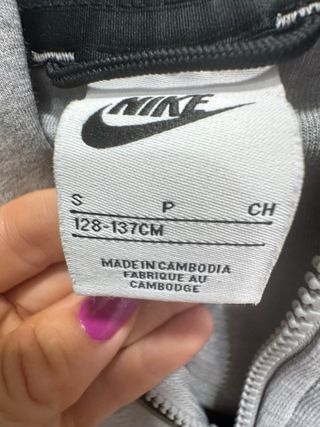 NIKE
S P CH
128-137CM
MADE IN CAMBODIA
FABRIQUE AU
CAMBODGE